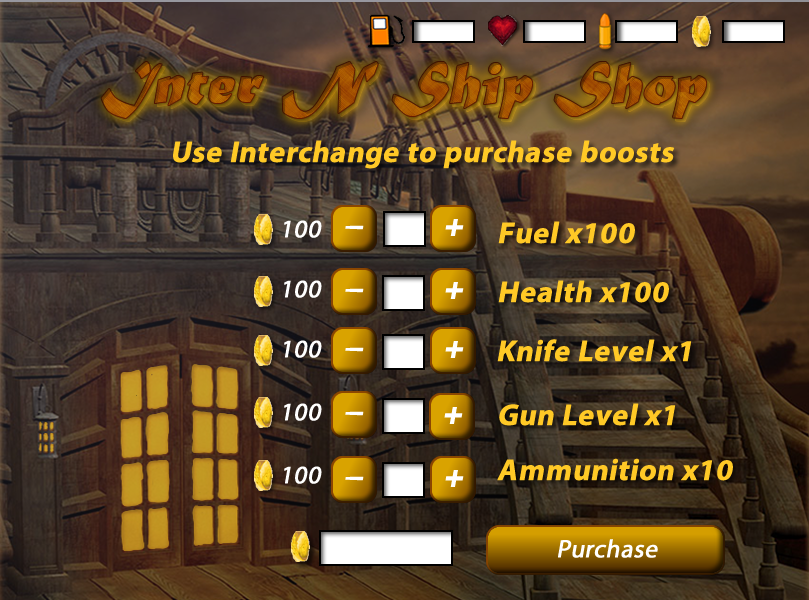 Inter N' Ship Shop
Use Interchange to purchase boosts
100 − + Fuel x100
100 − + Health x100
100 − + Knife Level x1
100 − + Gun Level x1
100 − + Ammunition x10
Purchase